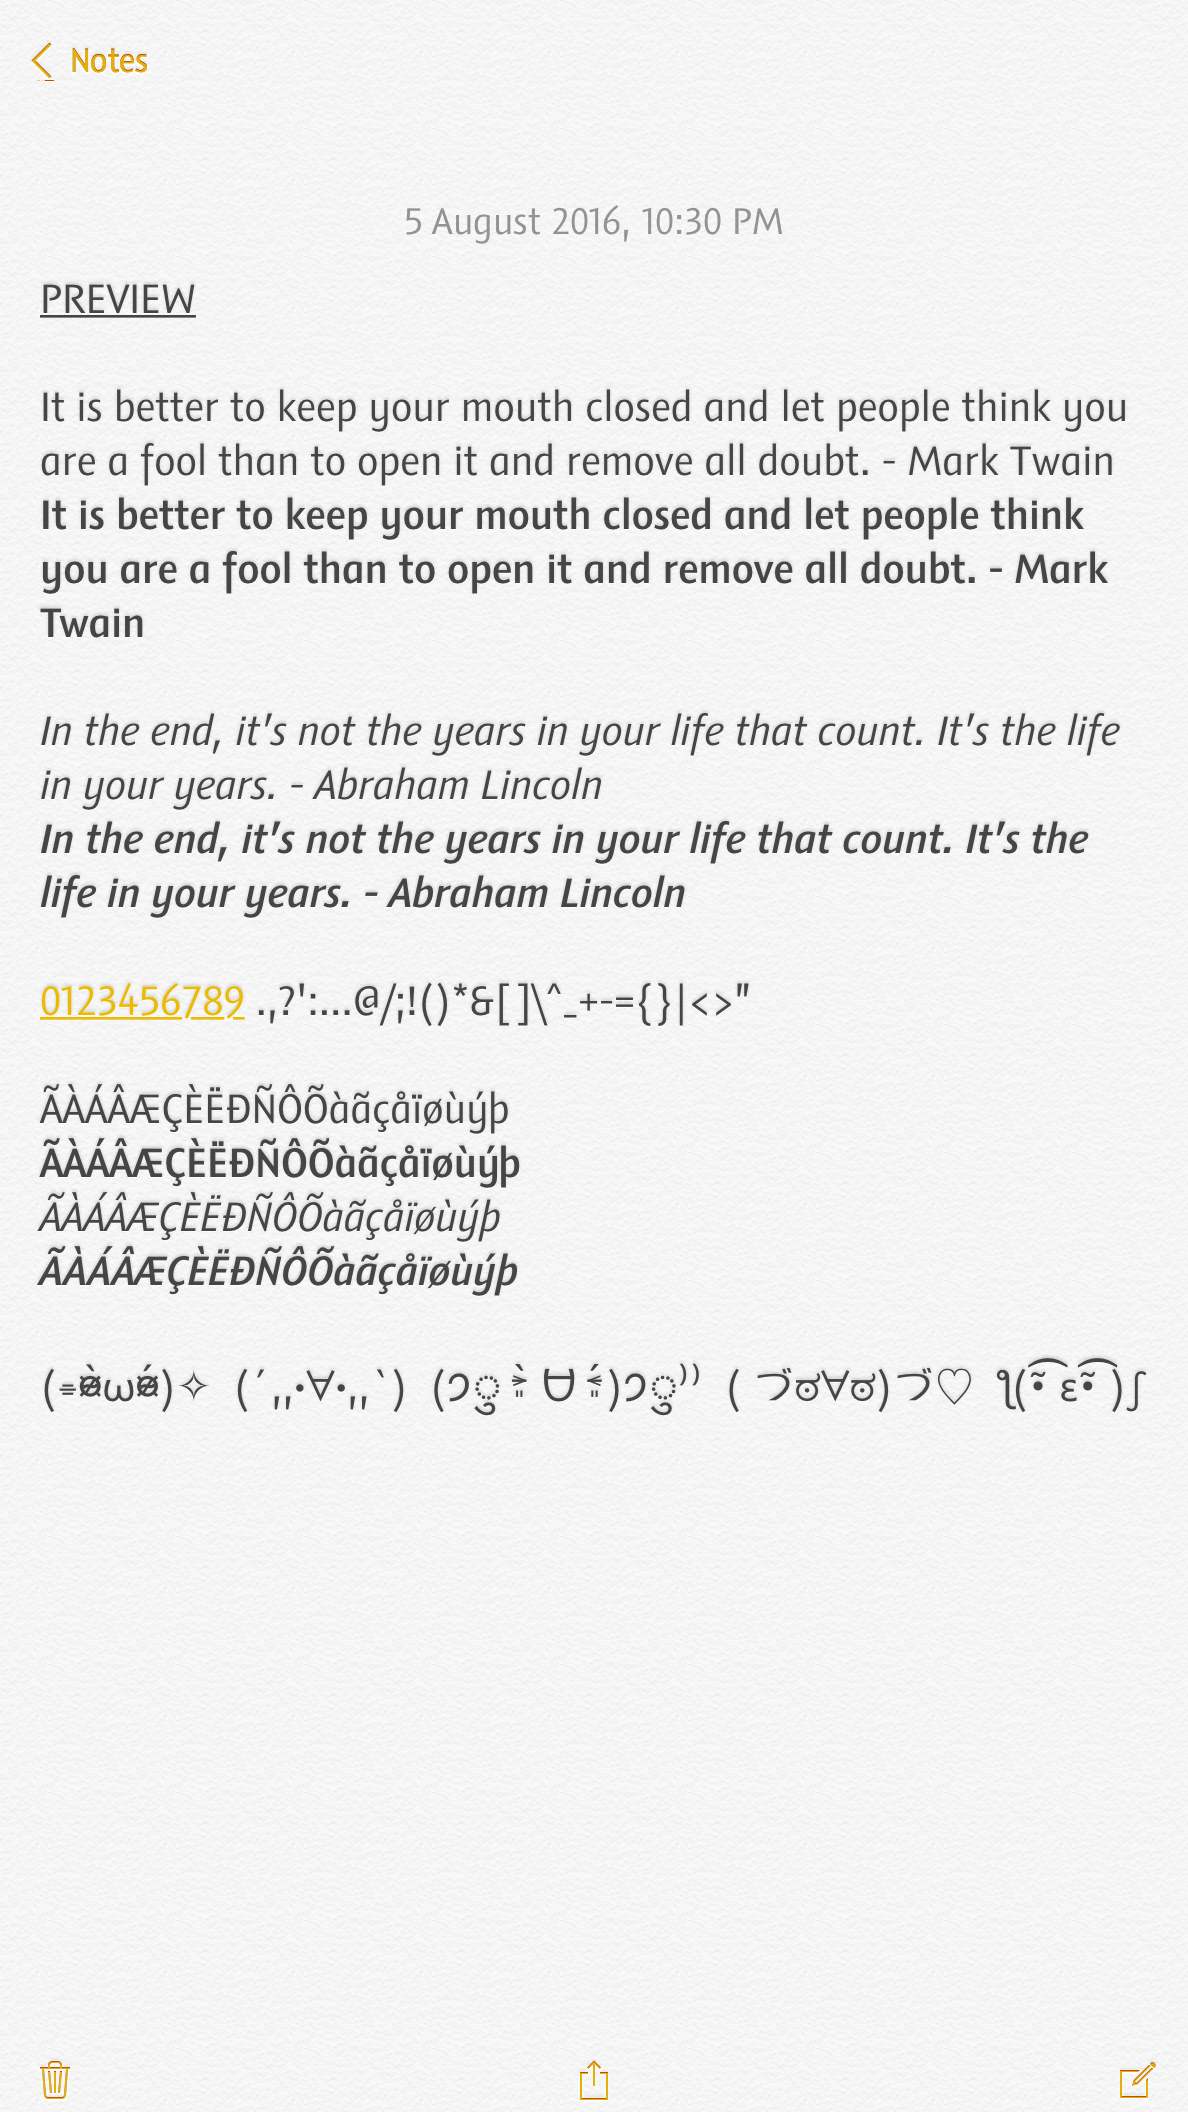 Notes
5 August 2016, 10:30 PM
PREVIEW
It is better to keep your mouth closed and let people think you
are a fool than to open it and remove all doubt. - Mark Twain
It is better to keep your mouth closed and let people think
you are a fool than to open it and remove all doubt. - Mark
Twain
In the end, it's not the years in your life that count. It's the life
in your years. - Abraham Lincoln
In the end, it's not the years in your life that count. It's the
life in your years. - Abraham Lincoln
0123456789 .,?':...@/;!()*&[]\^_+-={}|<>"
ÃÀÁÂÆÇÈËÐÑÔÕàãçåïøùýþ
ÃÀÁÂÆÇÈËÐÑÔÕàãçåïøùýþ
ÃÀÁÂÆÇÈËÐÑÔÕàãçåïøùýþ
ÃÀÁÂÆÇÈËÐÑÔÕàãçåïøùýþ
(´,,•∀•,,`) ( づಠ∀ಠ)づ♡